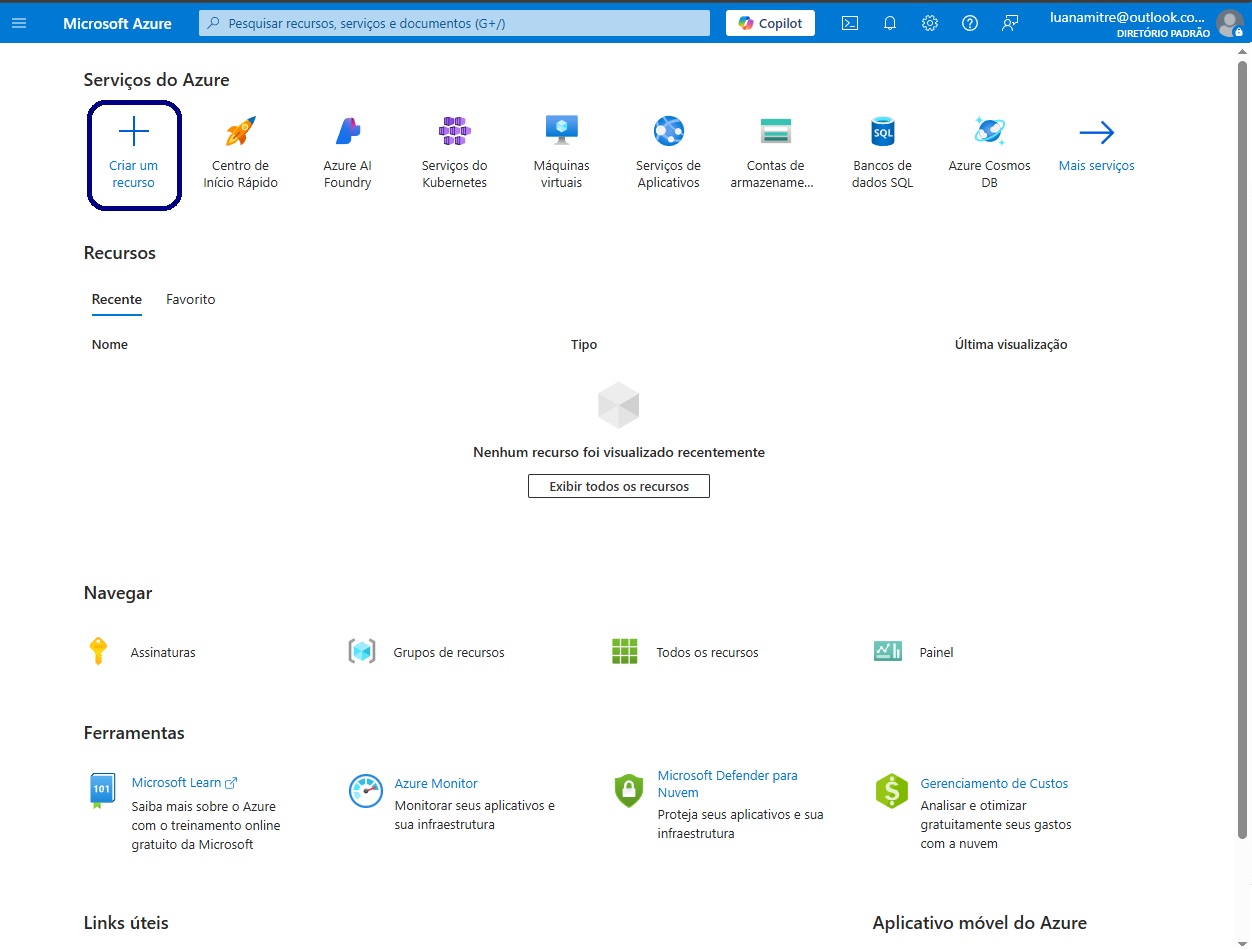 Microsoft Azure
Pesquisar recursos, serviços e documentos (G+/)
Copilot
luanamitre@outlook.co...
DIRETÓRIO PADRÃO
Serviços do Azure
Criar um
recurso
Centro de
Início Rápido
Azure AI
Foundry
Serviços do
Kubernetes
Máquinas
virtuais
Serviços de
Aplicativos
Contas de
armazename...
SQL
Bancos de
dados SQL
Azure Cosmos
DB
Mais serviços
Recursos
Recente
Favorito
Nome
Tipo
Última visualização
Nenhum recurso foi visualizado recentemente
Exibir todos os recursos
Navegar
Assinaturas
Grupos de recursos
Todos os recursos
Painel
Ferramentas
101
Microsoft Learn
Saiba mais sobre o Azure
com o treinamento online
gratuito da Microsoft
Azure Monitor
Monitorar seus aplicativos e
sua infraestrutura
Microsoft Defender para
Nuvem
Proteja seus aplicativos e sua
infraestrutura
$
Gerenciamento de Custos
Analisar e otimizar
gratuitamente seus gastos
com a nuvem
Links úteis
Aplicativo móvel do Azure